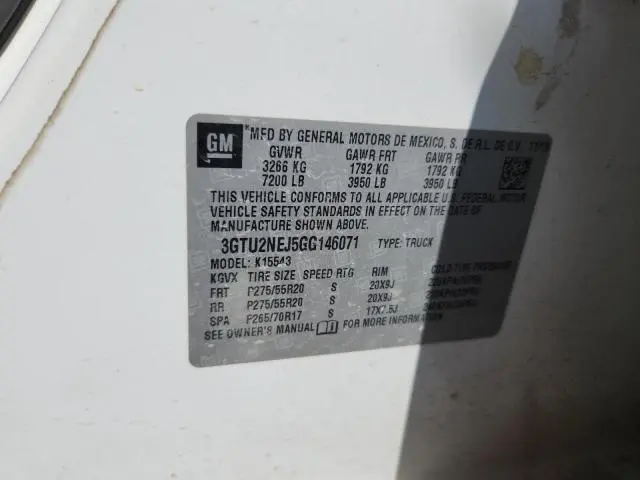 GM
*MFD BY GENERAL MOTORS DE MEXICO, S. DE R.L. DE C.V.
GVWR GAWR FRT GAWR RR
3266 KG 1792 KG 1792 KG
7200 LB 3950 LB 3950 LB
THIS VEHICLE CONFORMS TO ALL APPLICABLE U.S. FEDERAL MOTOR
VEHICLE SAFETY STANDARDS IN EFFECT ON THE DATE OF
MANUFACTURE SHOWN ABOVE.
3GTU2NEJ5GG146071 TYPE: TRUCK
MODEL: K15543
KGVX TIRE SIZE SPEED RTG RIM COLD TIRE PRESSURE
FRT P275/55R20 S 20X9J
RR P275/55R20 S 20X9J
SPA P265/70R17 S 17X7.5J
SEE OWNER'S MANUAL FOR MORE INFORMATION